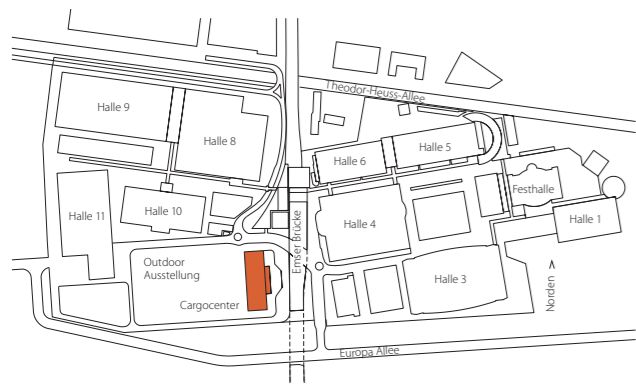 Theodor-Heuss-Allee
Halle 9
Halle 8
Halle 5
Halle 6
Festhalle
Halle 10
Halle 11
Halle 4
Halle 1
Emser Brücke
Outdoor
Ausstellung
Halle 3
Cargocenter
Norden >
Europa Allee